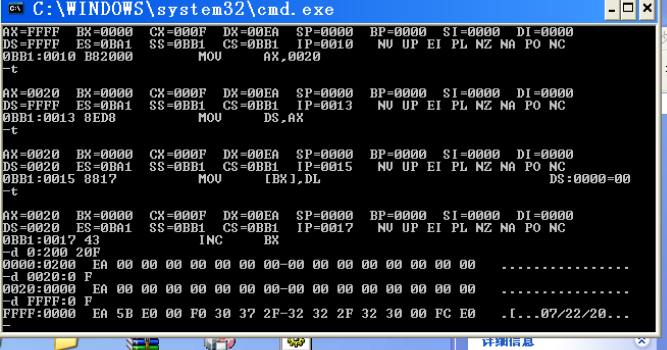 C:\WINDOWS\system32\cmd.exe
AX=FFFF BX=0000 CX=000F DX=00EA SP=0000 BP=0000 SI=0000 DI=0000
DS=FFFF ES=0BA1 SS=0BB1 CS=0BB1 IP=0010 NV UP EI PL NZ NA PO NC
0BB1:0010 B82000 MOV AX,0020
-t
AX=0020 BX=0000 CX=000F DX=00EA SP=0000 BP=0000 SI=0000 DI=0000
DS=FFFF ES=0BA1 SS=0BB1 CS=0BB1 IP=0013 NV UP EI PL NZ NA PO NC
0BB1:0013 8ED8 MOV DS,AX
-t
AX=0020 BX=0000 CX=000F DX=00EA SP=0000 BP=0000 SI=0000 DI=0000
DS=0020 ES=0BA1 SS=0BB1 CS=0BB1 IP=0015 NV UP EI PL NZ NA PO NC
0BB1:0015 8817 MOV [BX],DL DS:0000=00
-t
AX=0020 BX=0000 CX=000F DX=00EA SP=0000 BP=0000 SI=0000 DI=0000
DS=0020 ES=0BA1 SS=0BB1 CS=0BB1 IP=0017 NV UP EI PL NZ NA PO NC
0BB1:0017 43 INC BX
-d 0:200 20F
0000:0200 EA 00 00 00 00 00 00 00-00 00 00 00 00 00 00 00 ................
-d 0020:0 F
0020:0000 EA 00 00 00 00 00 00 00-00 00 00 00 00 00 00 00 ................
-d FFFF:0 F
FFFF:0000 EA 5B E0 00 F0 30 37 2F-32 32 2F 32 30 00 FC E0 .[...07/22/20...
-
详细信息